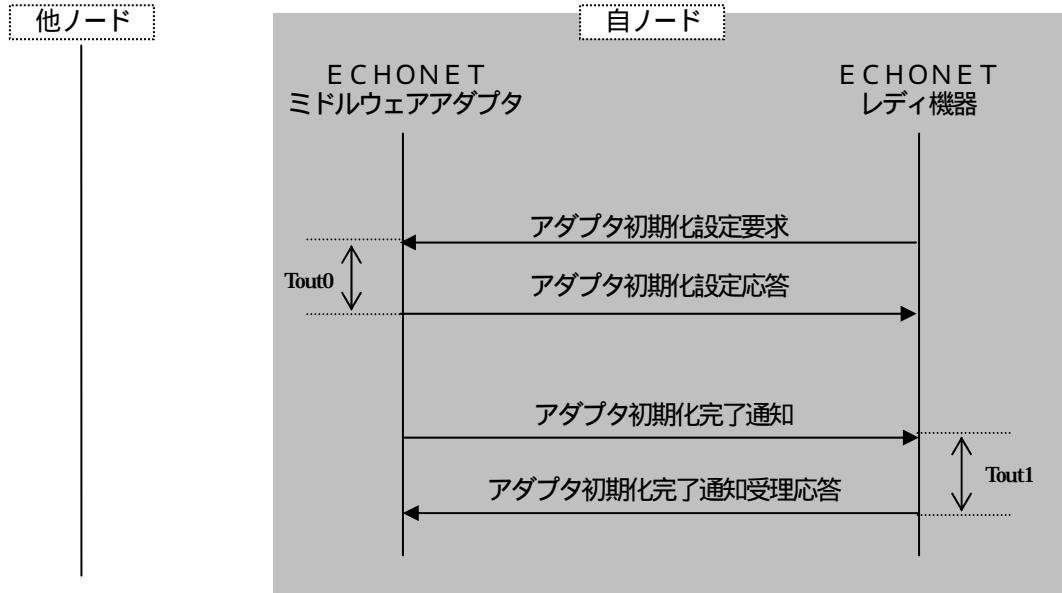 他ノード
自ノード
ＥＣＨＯＮＥＴ
ミドルウェアアダプタ
ＥＣＨＯＮＥＴ
レディ機器
アダプタ初期化設定要求
Tout0
アダプタ初期化設定応答
アダプタ初期化完了通知
Tout1
アダプタ初期化完了通知受理応答